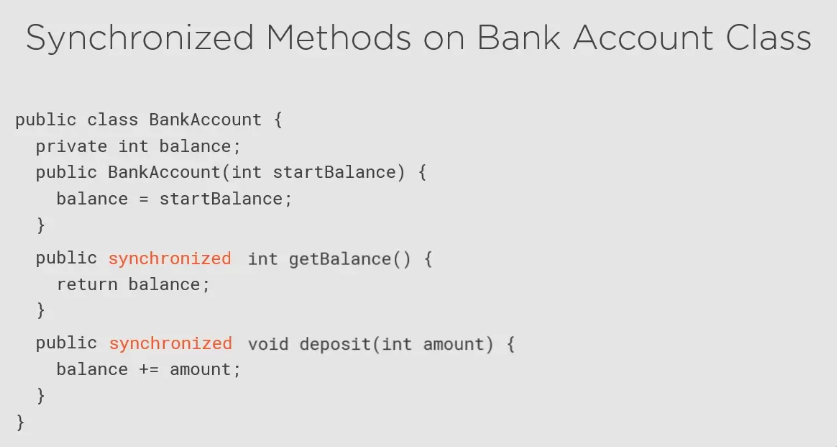 Synchronized Methods on Bank Account Class
public class BankAccount {
  private int balance;
  public BankAccount(int startBalance) {
    balance = startBalance;
  }
  public synchronized int getBalance() {
    return balance;
  }
  public synchronized void deposit(int amount) {
    balance += amount;
  }
}